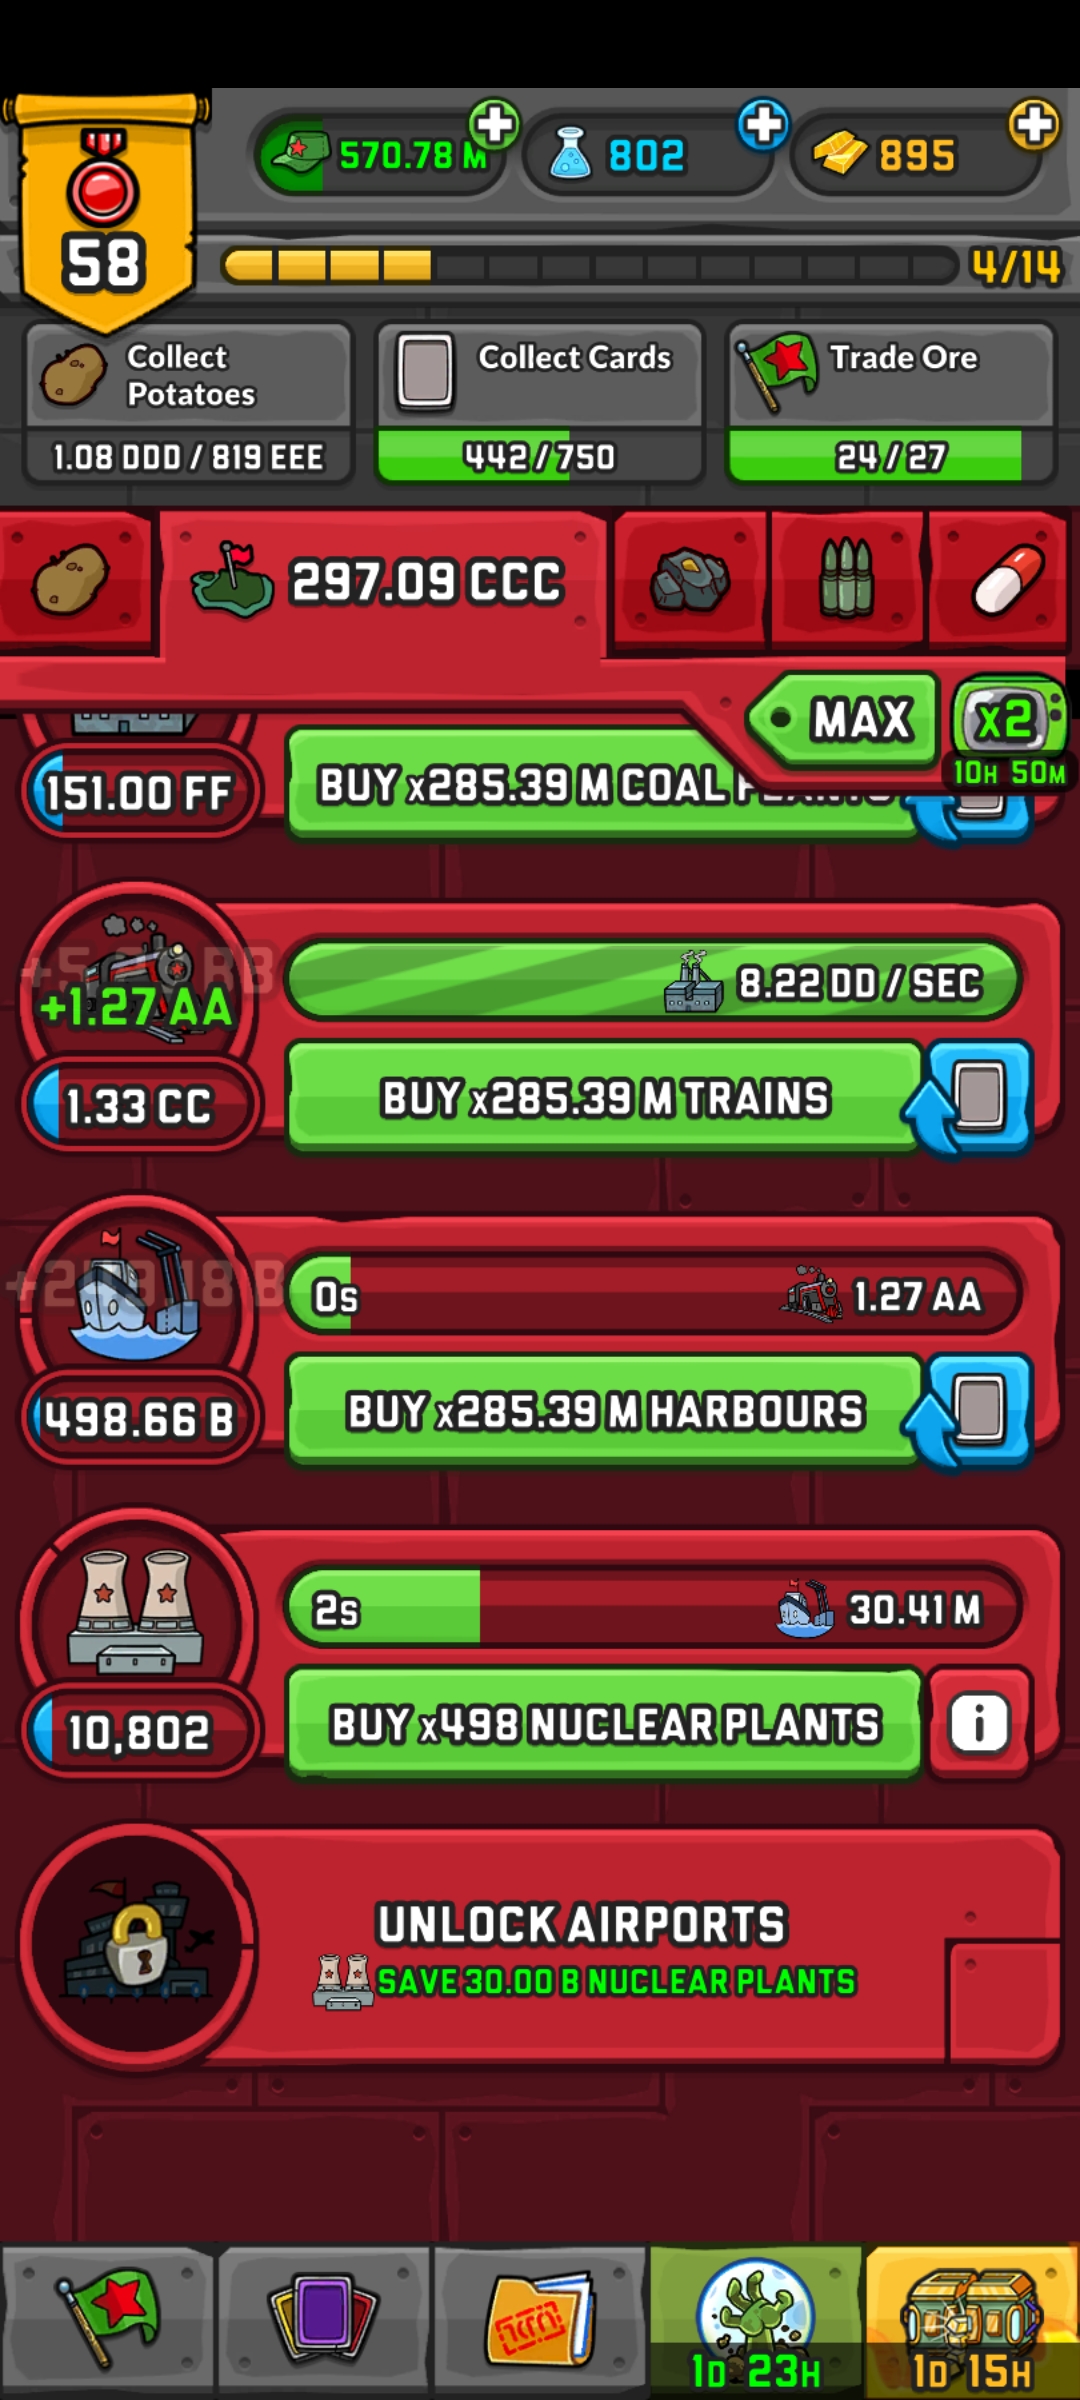 570.78 M
802
895
58
4/14
Collect Potatoes
1.08 DDD / 819 EEE
Collect Cards
442/750
Trade Ore
24/27
297.09 CCC
MAX
x2
10H 50M
151.00 FF
BUY x285.39 M COAL
+1.27 AA
8.22 DD / SEC
1.33 CC
BUY x285.39 M TRAINS
0s
1.27 AA
498.66 B
BUY x285.39 M HARBOURS
2s
30.41 M
10,802
BUY x498 NUCLEAR PLANTS
i
UNLOCK AIRPORTS
SAVE 30.00 B NUCLEAR PLANTS
1D 23H
1D 15H